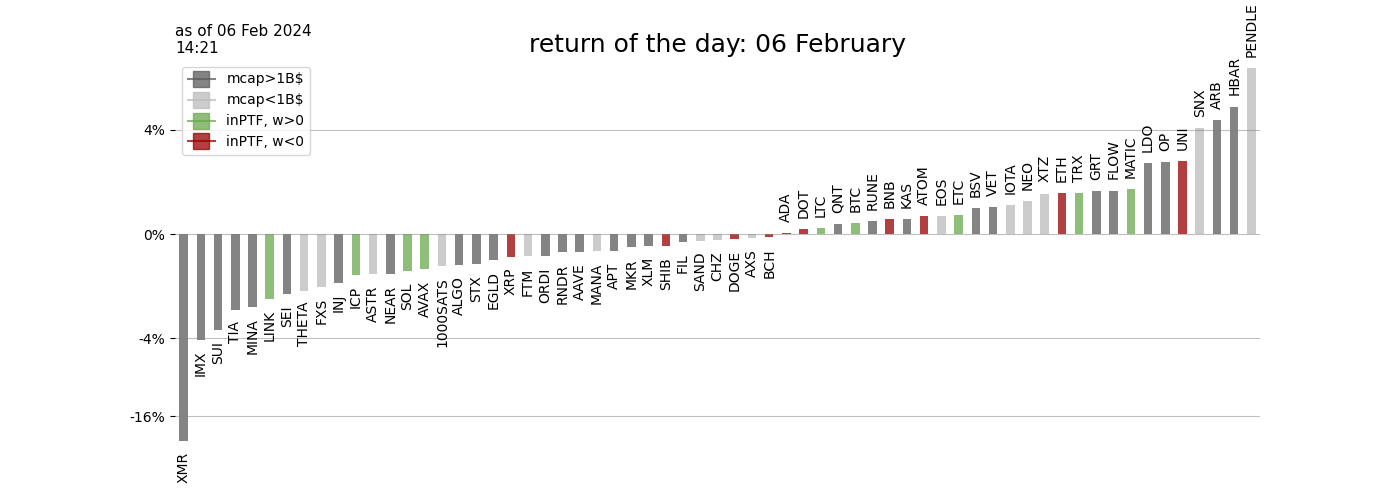 as of 06 Feb 2024
14:21
return of the day: 06 February
mcap>1B$
mcap<1B$
inPTF, w>0
inPTF, w<0
4%
0%
-4%
-16%
XMR
IMX
SUI
TIA
MINA
LINK
SEI
THETA
FXS
INJ
ICP
ASTR
NEAR
SOL
AVAX
1000SATS
ALGO
STX
EGLD
XRP
FTM
ORDI
RNDR
AAVE
MANA
APT
MKR
XLM
SHIB
FIL
SAND
CHZ
DOGE
AXS
BCH
ADA
DOT
LTC
QNT
BTC
RUNE
BNB
KAS
ATOM
EOS
ETC
BSV
VET
IOTA
NEO
XTZ
ETH
TRX
GRT
FLOW
MATIC
LDO
OP
UNI
SNX
ARB
HBAR
PENDLE